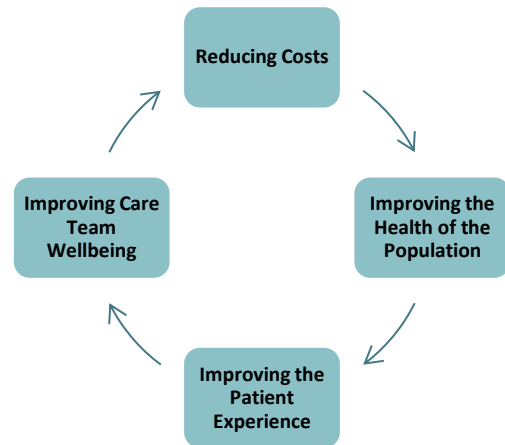 Reducing Costs
Improving the
Health of the
Population
Improving the
Patient
Experience
Improving Care
Team
Wellbeing